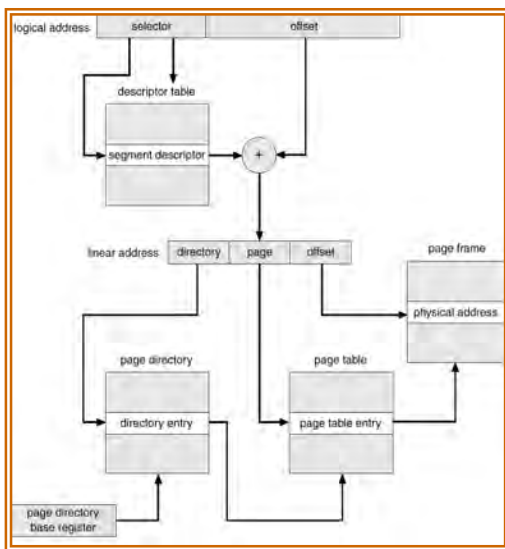 logical address
selector
offset
descriptor table
segment descriptor
+
linear address
directory
page
offset
page frame
physical address
page directory
page table
directory entry
page table entry
page directory
base register